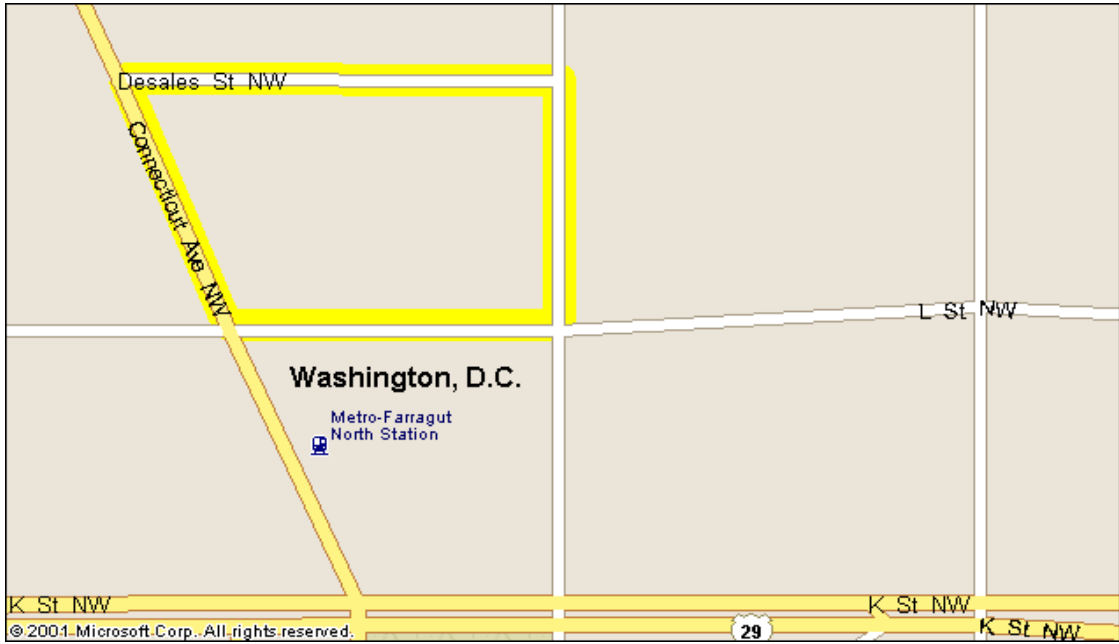 Desales St NW
Connecticut Ave NW
L St NW
Washington, D.C.
Metro-Farragut
North Station
K St NW
K St NW
© 2001 Microsoft Corp. All rights reserved.
29
K St NW